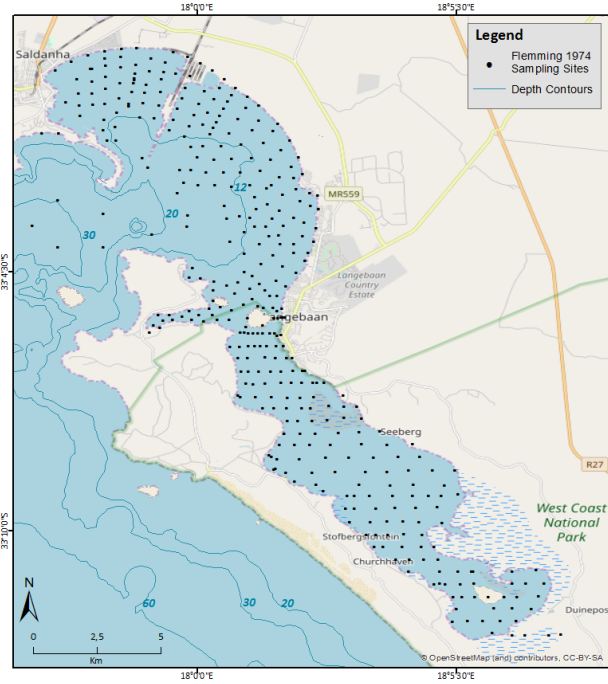 18°0'0"E
18°5'30"E
Legend
Flemming 1974
Sampling Sites
Depth Contours
Saldanha
12
20
30
MR559
33°4'30"S
Langebaan
Country
Estate
ngebaan
Seeberg
R27
West Coast
National
Park
33°10'0"S
Stofbergsfontein
Churchhaven
60
30
20
Duinepos
N
0
2,5
5
Km
© OpenStreetMap (and) contributors, CC-BY-SA
18°0'0"E
18°5'30"E